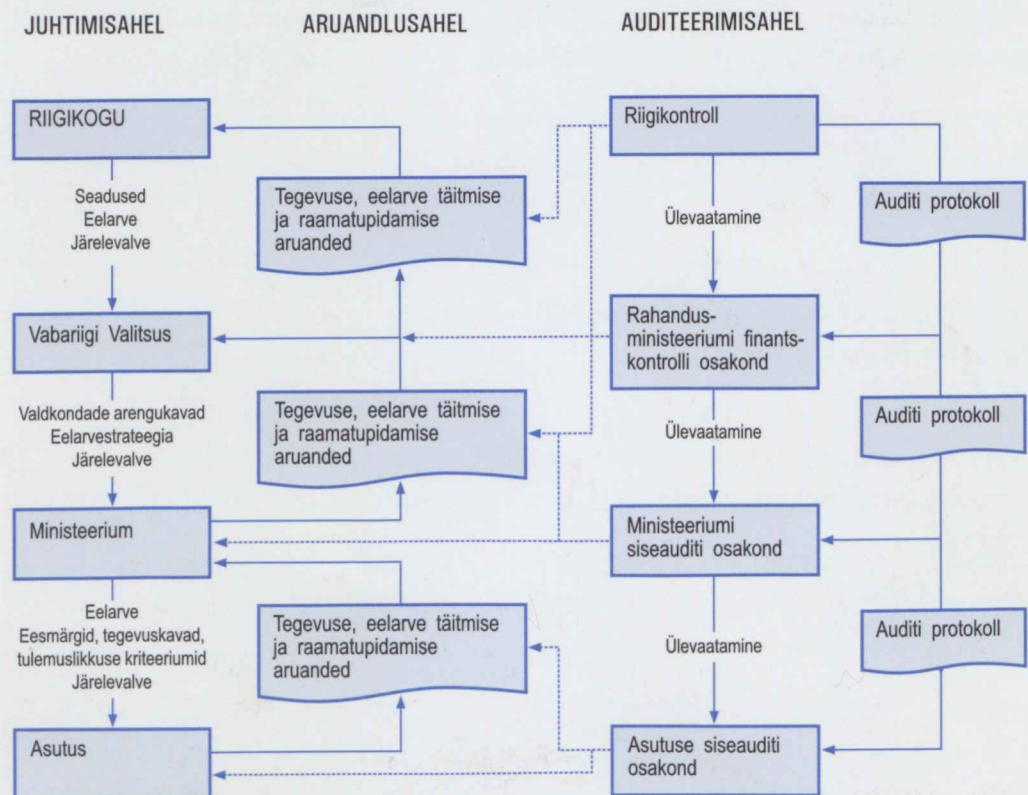 JUHTIMISAHEL
ARUANDLUSAHEL
AUDITEERIMISAHEL
RIIGIKOGU
Seadused
Eelarve
Järelevalve
Vabariigi Valitsus
Valdkondade arengukavad
Eelarvestrateegia
Järelevalve
Ministeerium
Eelarve
Eesmärgid, tegevuskavad,
tulemuslikkuse kriteeriumid
Järelevalve
Asutus
Tegevuse, eelarve täitmise
ja raamatupidamise
aruanded
Tegevuse, eelarve täitmise
ja raamatupidamise
aruanded
Tegevuse, eelarve täitmise
ja raamatupidamise
aruanded
Riigikontroll
Ülevaatamine
Rahandus-
ministeeriumi finants-
kontrolli osakond
Ülevaatamine
Ministeeriumi
siseauditi osakond
Ülevaatamine
Asutuse siseauditi
osakond
Auditi protokoll
Auditi protokoll
Auditi protokoll